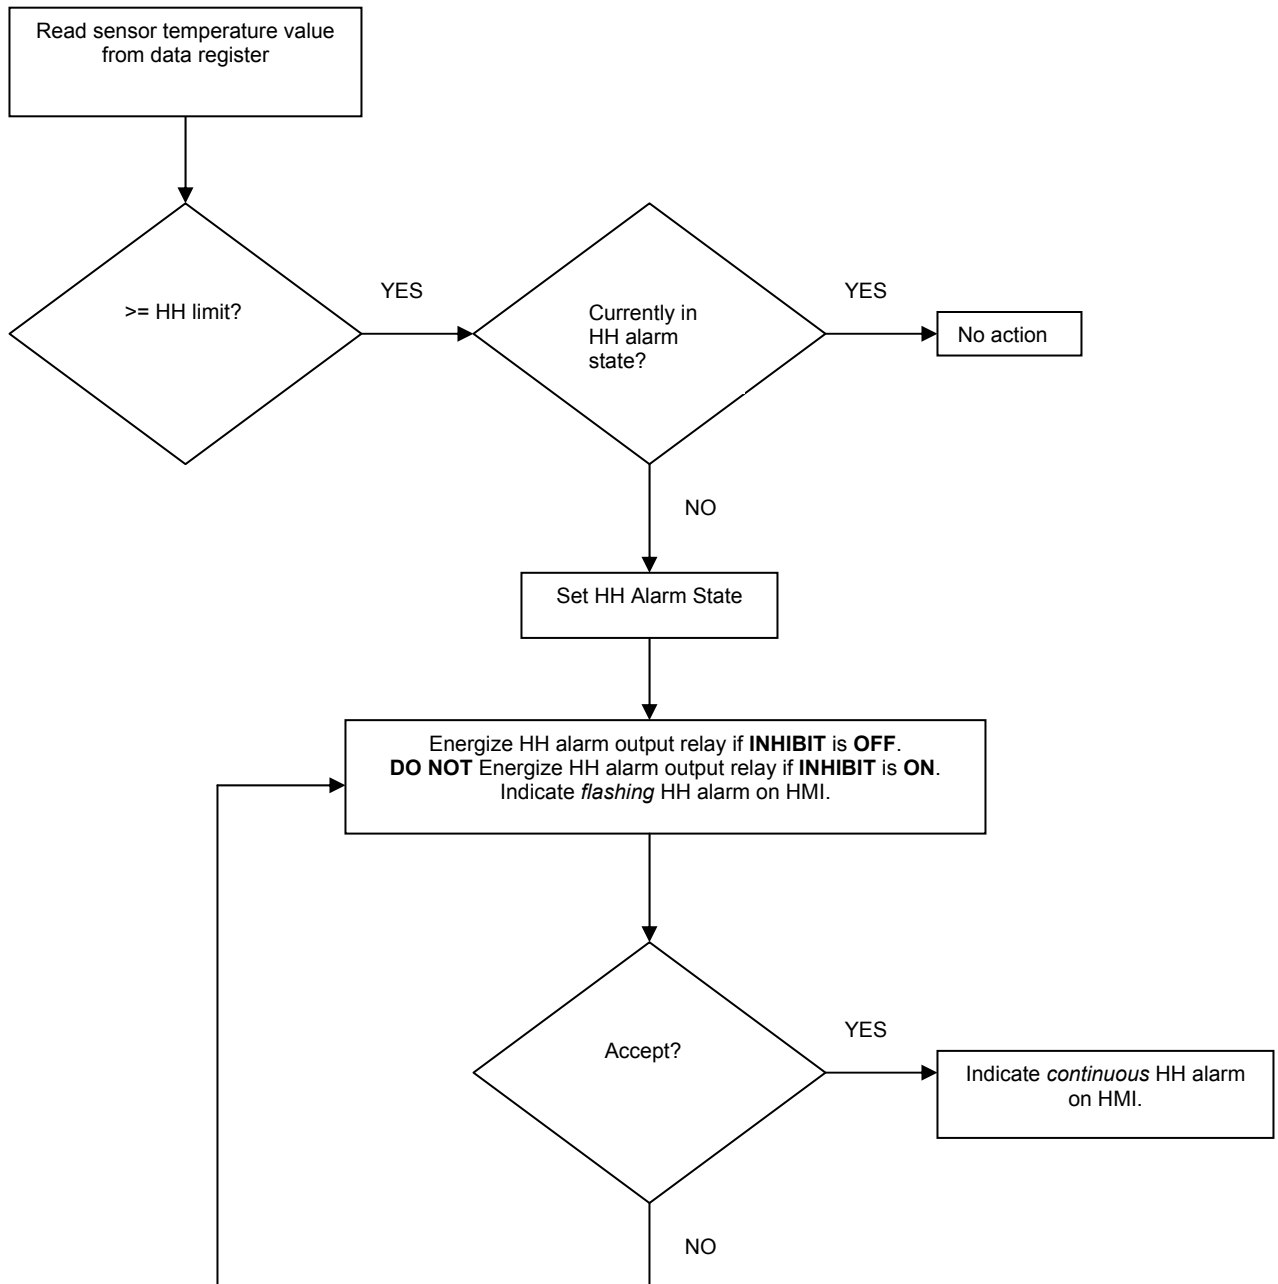 Read sensor temperature value
from data register
>= HH limit?
YES
Currently in
HH alarm
state?
YES
No action
NO
Set HH Alarm State
Energize HH alarm output relay if INHIBIT is OFF.
DO NOT Energize HH alarm output relay if INHIBIT is ON.
Indicate flashing HH alarm on HMI.
Accept?
YES
Indicate continuous HH alarm
on HMI.
NO